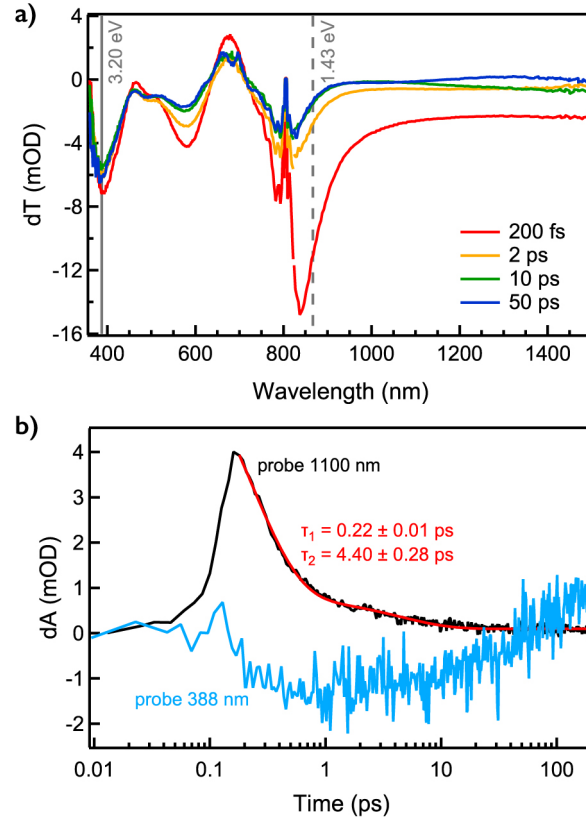 a)
4
0
-4
-8
-12
-16
dT (mOD)
3.20 eV
1.43 eV
200 fs
2 ps
10 ps
50 ps
400
600
800
1000
1200
1400
Wavelength (nm)
b)
4
3
2
1
0
-1
-2
dA (mOD)
probe 1100 nm
τ₁ = 0.22 ± 0.01 ps
τ₂ = 4.40 ± 0.28 ps
probe 388 nm
0.01
0.1
1
10
100
Time (ps)